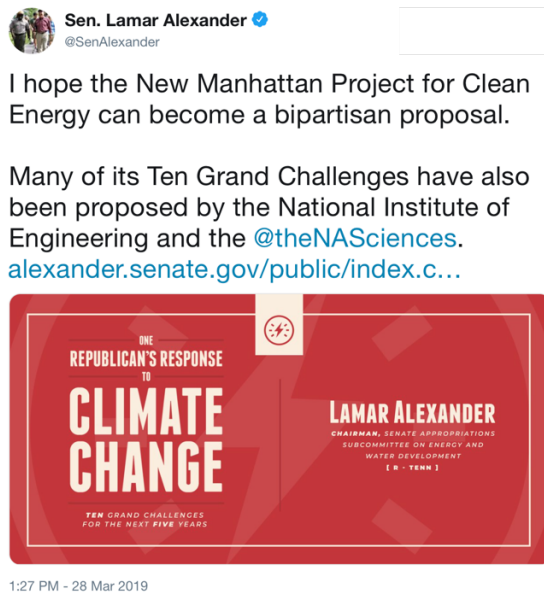 Sen. Lamar Alexander
@SenAlexander
I hope the New Manhattan Project for Clean
Energy can become a bipartisan proposal.
Many of its Ten Grand Challenges have also
been proposed by the National Institute of
Engineering and the @theNASciences.
alexander.senate.gov/public/index.c...
ONE
REPUBLICAN'S RESPONSE
TO
CLIMATE
CHANGE
TEN GRAND CHALLENGES
FOR THE NEXT FIVE YEARS
LAMAR ALEXANDER
CHAIRMAN, SENATE APPROPRIATIONS
SUBCOMMITTEE ON ENERGY AND
WATER DEVELOPMENT
[ R - TENN ]
1:27 PM - 28 Mar 2019